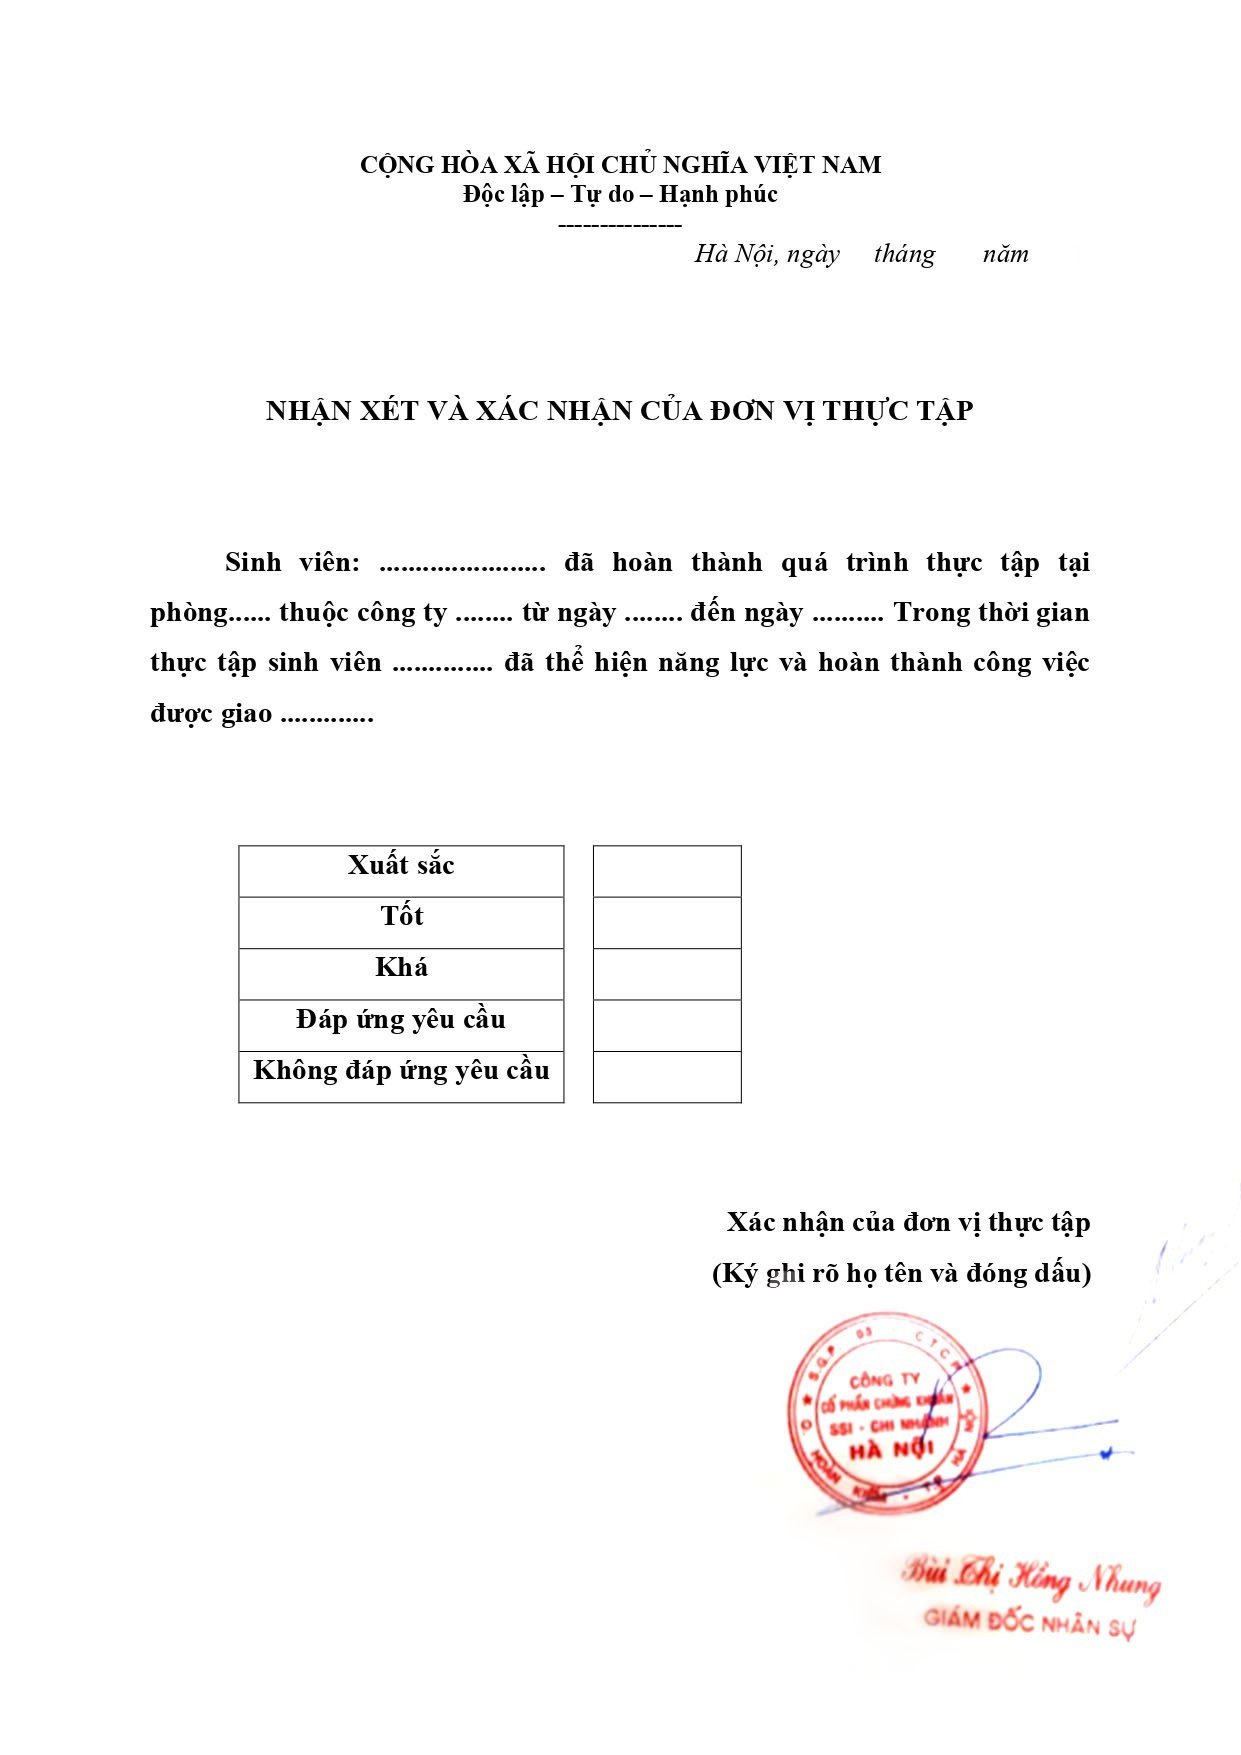 CỘNG HÒA XÃ HỘI CHỦ NGHĨA VIỆT NAM
Độc lập – Tự do – Hạnh phúc
---------------
Hà Nội, ngày tháng năm
NHẬN XÉT VÀ XÁC NHẬN CỦA ĐƠN VỊ THỰC TẬP
Sinh viên: ....................... đã hoàn thành quá trình thực tập tại
phòng...... thuộc công ty ........ từ ngày ........ đến ngày .......... Trong thời gian
thực tập sinh viên .............. đã thể hiện năng lực và hoàn thành công việc
được giao .............
Xuất sắc
Tốt
Khá
Đáp ứng yêu cầu
Không đáp ứng yêu cầu
Xác nhận của đơn vị thực tập
(Ký ghi rõ họ tên và đóng dấu)
S.G.P 03 C.T.C.P
CÔNG TY
CỔ PHẦN CHỨNG KHOÁN
SSI - CHI NHÁNH
HÀ NỘI
HOÀN KIẾM - T.P HÀ NỘI
Bùi Thị Hồng Nhung
GIÁM ĐỐC NHÂN SỰ